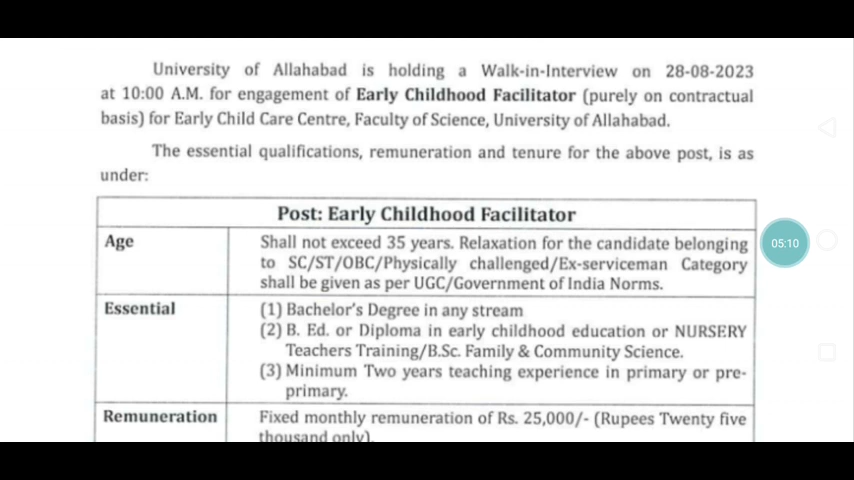 University of Allahabad is holding a Walk-in-Interview on 28-08-2023
at 10:00 A.M. for engagement of Early Childhood Facilitator (purely on contractual
basis) for Early Child Care Centre, Faculty of Science, University of Allahabad.
The essential qualifications, remuneration and tenure for the above post, is as
under:
Post: Early Childhood Facilitator
Age
Shall not exceed 35 years. Relaxation for the candidate belonging
to SC/ST/OBC/Physically challenged/Ex-serviceman Category
shall be given as per UGC/Government of India Norms.
Essential
(1) Bachelor's Degree in any stream
(2) B. Ed. or Diploma in early childhood education or NURSERY
Teachers Training/B.Sc. Family & Community Science.
(3) Minimum Two years teaching experience in primary or pre-
primary.
Remuneration
Fixed monthly remuneration of Rs. 25,000/- (Rupees Twenty five
thousand only).
05:10